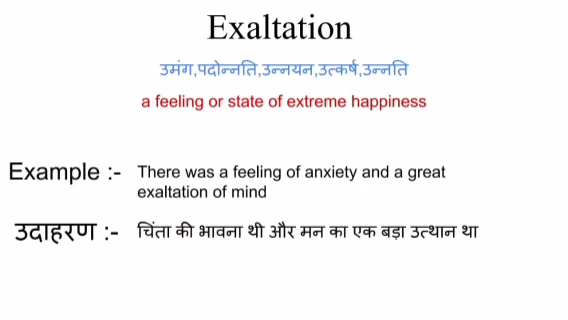 Exaltation
उमंग,पदोन्नति,उन्नयन,उत्कर्ष,उन्नति
a feeling or state of extreme happiness
Example :- There was a feeling of anxiety and a great
exaltation of mind
उदाहरण :- चिंता की भावना थी और मन का एक बड़ा उत्थान था